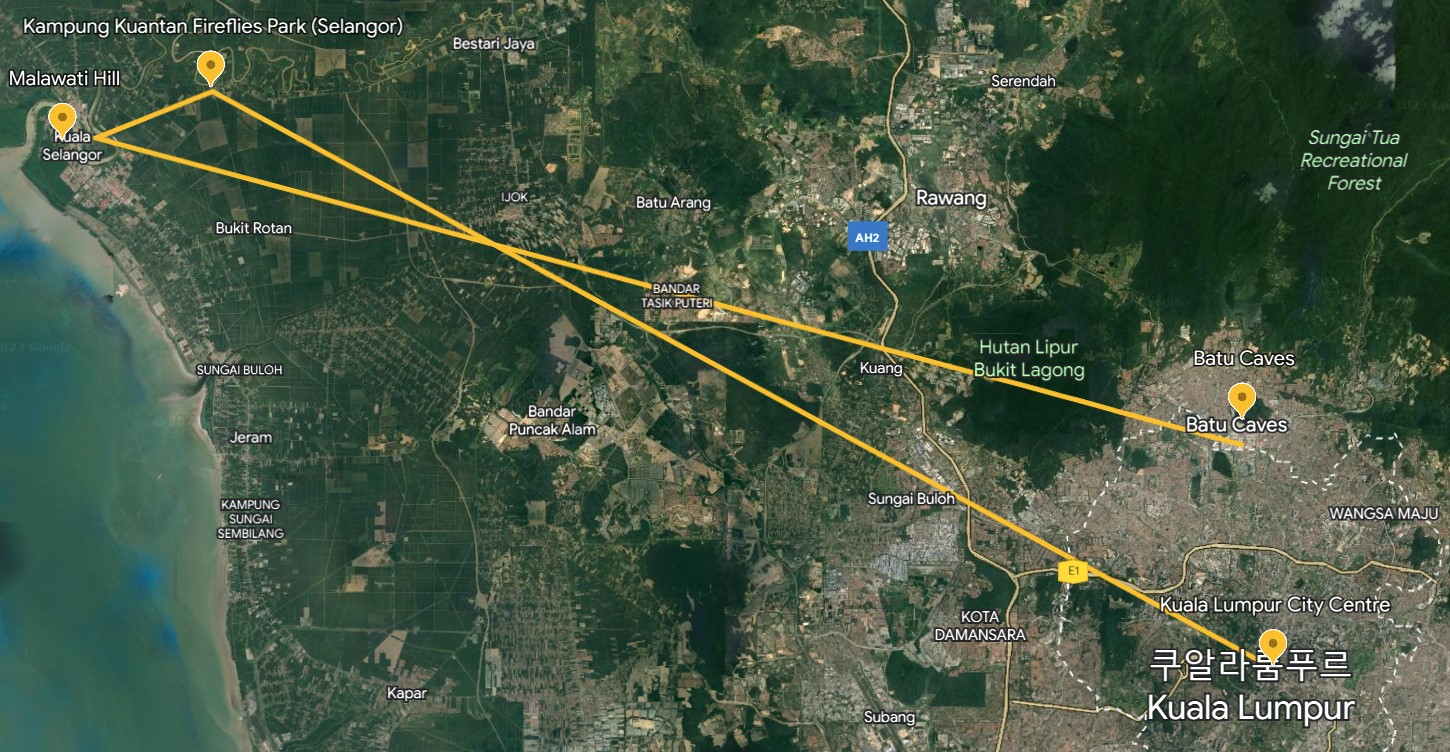 Kampung Kuantan Fireflies Park (Selangor)
Bestari Jaya
Malawati Hill
Serendah
Kuala
Selangor
Sungai Tua
Recreational
Forest
IJOK
Batu Arang
Rawang
Bukit Rotan
AH2
BANDAR
TASIK PUTERI
Hutan Lipur
Bukit Lagong
Batu Caves
Kuang
SUNGAI BULOH
Bandar
Puncak Alam
Batu Caves
Jeram
Sungai Buloh
KAMPUNG
SUNGAI
SEMBILANG
WANGSA MAJU
E1
Kuala Lumpur City Centre
KOTA
DAMANSARA
쿠알라룸푸르
Kuala Lumpur
Kapar
Subang